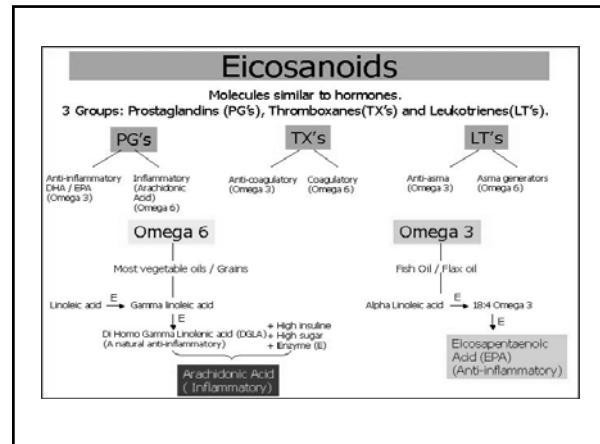 Eicosanoids
Molecules similar to hormones.
3 Groups: Prostaglandins (PG's), Thromboxanes(TX's) and Leukotrienes(LT's).
PG's
TX's
LT's
Anti-inflammatory
DHA / EPA
(Omega 3)
Inflammatory
(Arachidonic
Acid)
(Omega 6)
Anti-coagulatory
(Omega 3)
Coagulatory
(Omega 6)
Anti-asma
(Omega 3)
Asma generators
(Omega 6)
Omega 6
Most vegetable oils / Grains
Linoleic acid
E
Gamma linoleic acid
E
Di Homo Gamma Linolenic acid (DGLA)
(A natural anti-inflammatory)
+ High insuline
+ High sugar
+ Enzyme (E)
Arachidonic Acid
( Inflammatory)
Omega 3
Fish Oil / Flax oil
Alpha Linoleic acid
E
18:4 Omega 3
E
Eicosapentaenoic
Acid (EPA)
(Anti-inflammatory)